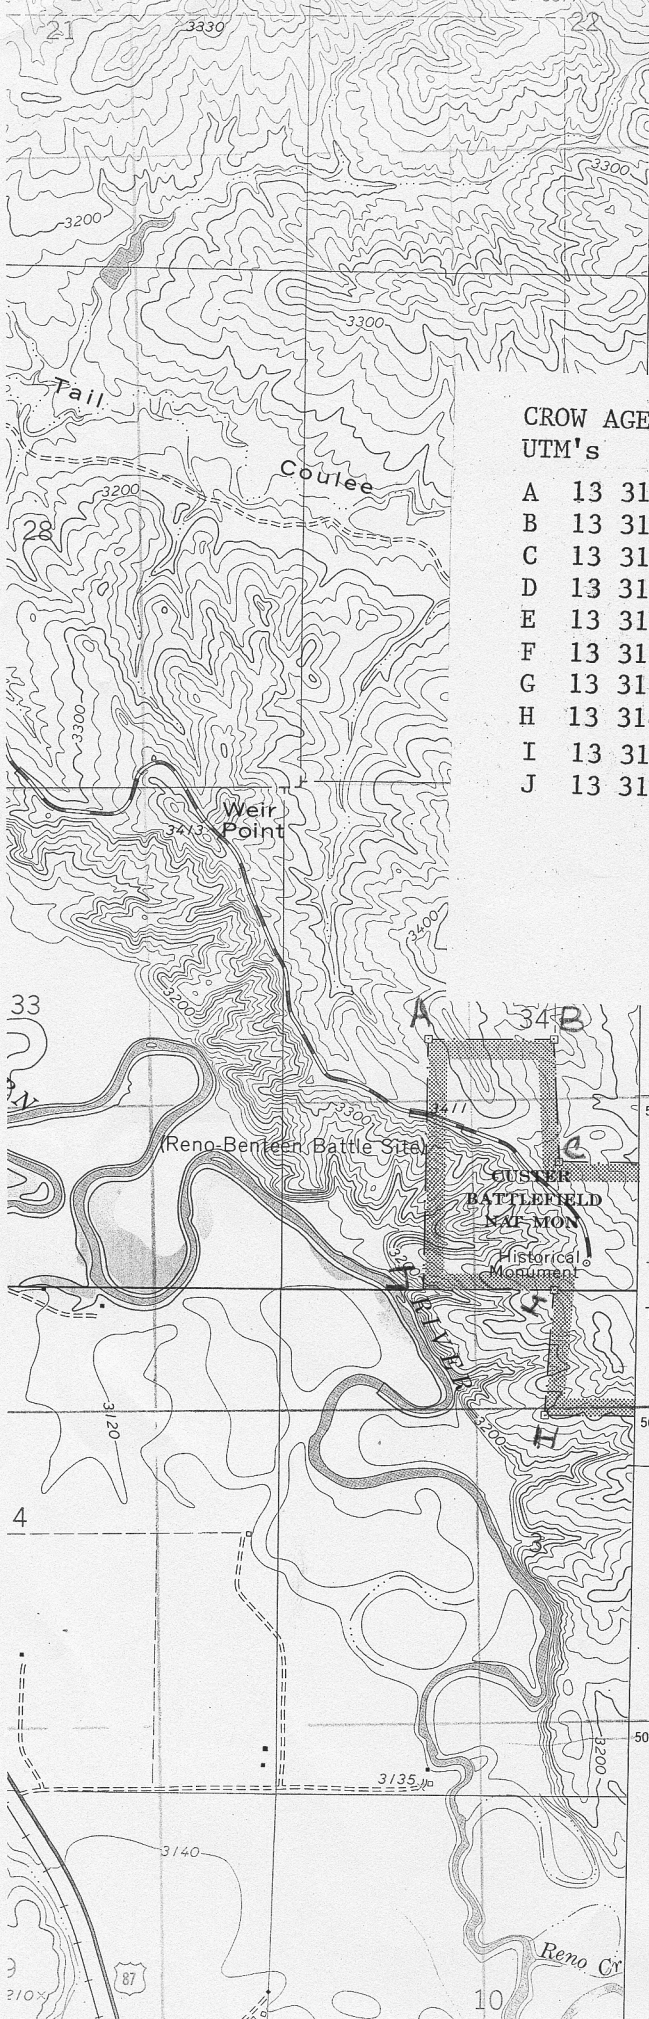 21
3330
22
3300
3200
3300
Tail
Coulee
CROW AGE
UTM's
A 13 31
B 13 31
C 13 31
D 13 31
E 13 31
F 13 31
G 13 31
H 13 31
I 13 31
J 13 31
3200
28
3300
Weir
Point
3413
3400
33
3200
A
34
B
3300
3411
(Reno-Benteen Battle Site)
C
CUSTER
BATTLEFIELD
NAT MON
Historical
Monument
RIVER
3120
3200
H
4
3
3200
50
3135
3140
87
Reno Cr
10